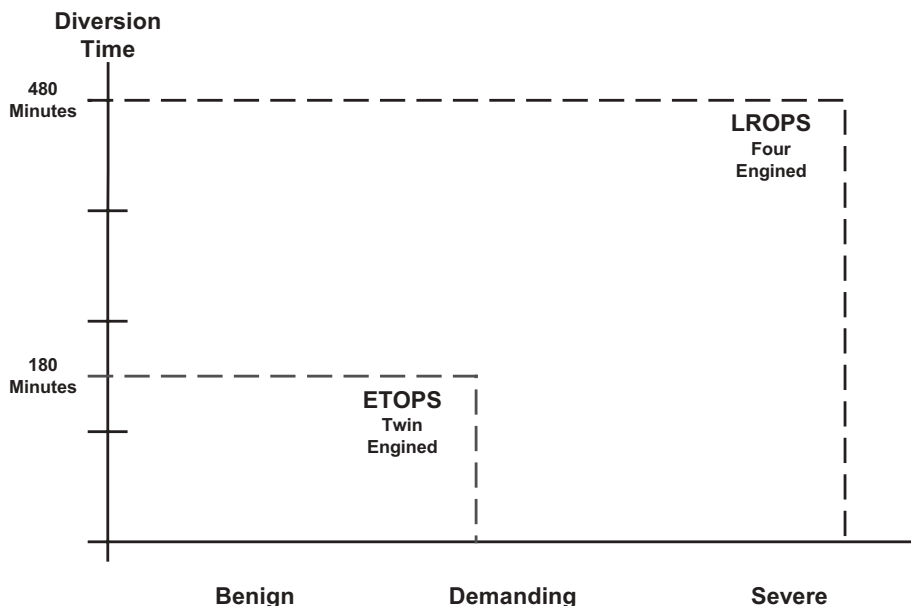 Diversion
Time
480
Minutes
LROPS
Four
Engined
180
Minutes
ETOPS
Twin
Engined
Benign
Demanding
Severe